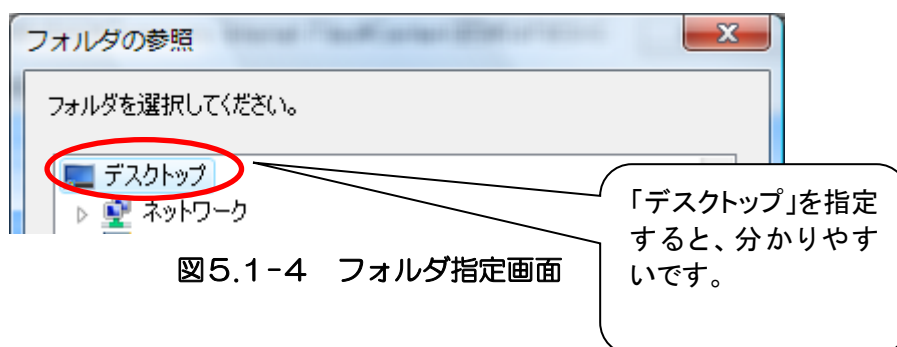 フォルダの参照
フォルダを選択してください。
デスクトップ
ネットワーク
「デスクトップ」を指定
すると、分かりやす
いです。
図5.1-4　フォルダ指定画面